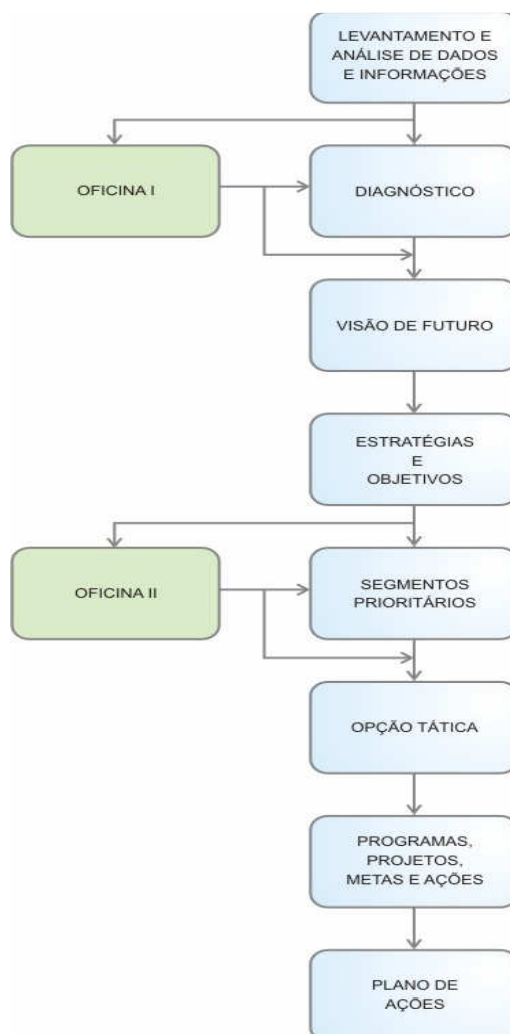 LEVANTAMENTO E
ANÁLISE DE DADOS
E INFORMAÇÕES
OFICINA I
DIAGNÓSTICO
VISÃO DE FUTURO
ESTRATÉGIAS
E
OBJETIVOS
OFICINA II
SEGMENTOS
PRIORITÁRIOS
OPÇÃO TÁTICA
PROGRAMAS,
PROJETOS,
METAS E AÇÕES
PLANO DE
AÇÕES